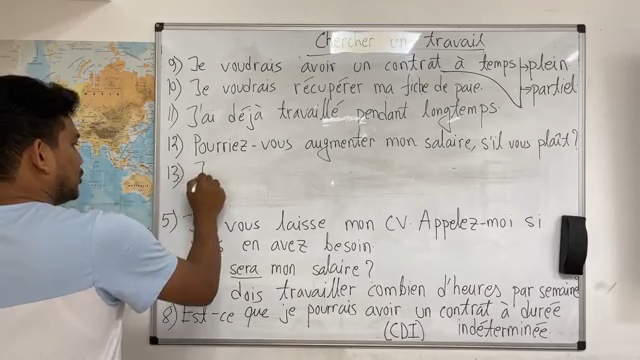 Chercher un travail
9) Je voudrais avoir un contrat à temps plein
partiel
10) Je voudrais récupérer ma fiche de paie.
11) J'ai déjà travaillé pendant longtemps.
12) Pourriez-vous augmenter mon salaire, s'il vous plaît?
13)
5) vous laisse mon CV. Appelez-moi si
en avez besoin.
sera mon salaire?
dois travailler combien d'heures par semaine
8) Est-ce que je pourrais avoir un contrat à durée
indéterminée
(CDI)